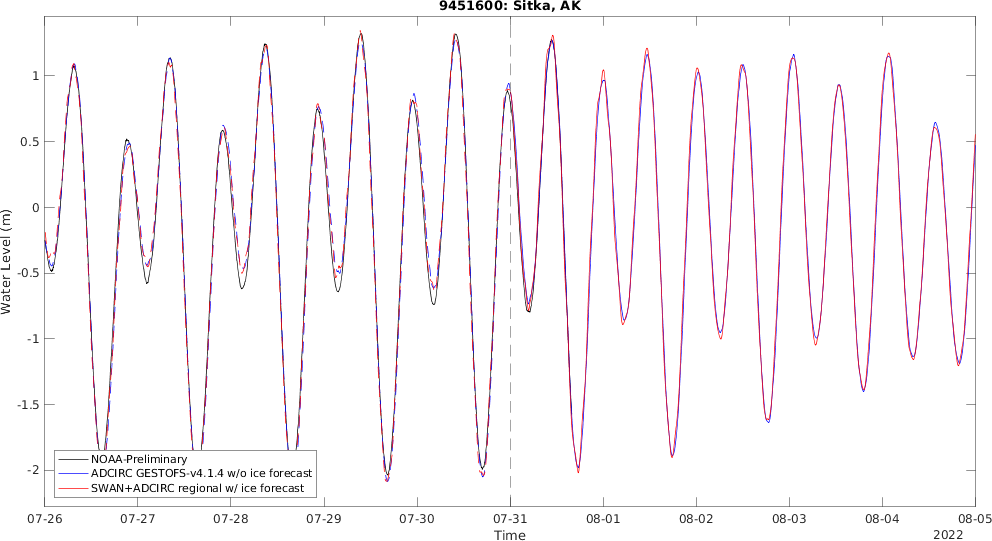 9451600: Sitka, AK
Water Level (m)
1
0.5
0
-0.5
-1
-1.5
-2
NOAA-Preliminary
ADCIRC GESTOFS-v4.1.4 w/o ice forecast
SWAN+ADCIRC regional w/ ice forecast
07-26 07-27 07-28 07-29 07-30 07-31 08-01 08-02 08-03 08-04 08-05
Time
2022